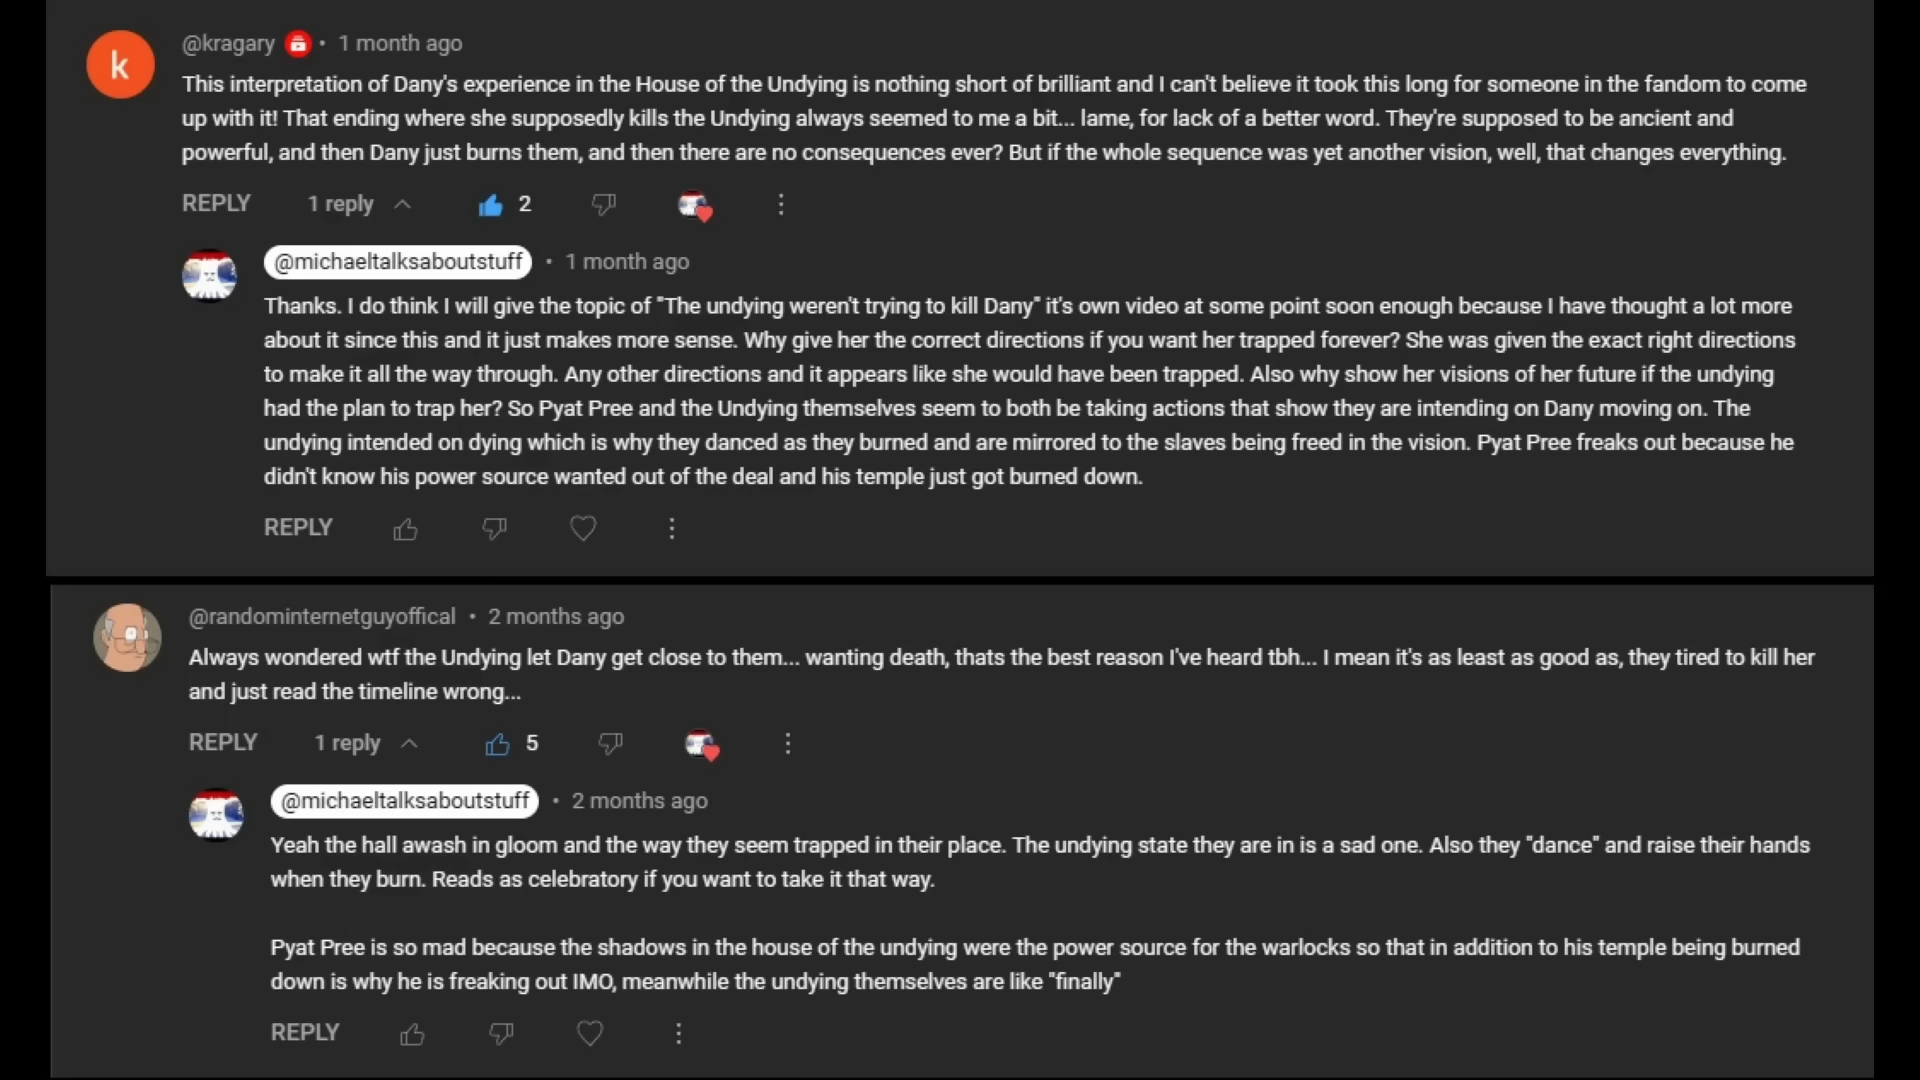 k
@kragary • 1 month ago
This interpretation of Dany's experience in the House of the Undying is nothing short of brilliant and I can't believe it took this long for someone in the fandom to come
up with it! That ending where she supposedly kills the Undying always seemed to me a bit... lame, for lack of a better word. They're supposed to be ancient and
powerful, and then Dany just burns them, and then there are no consequences ever? But if the whole sequence was yet another vision, well, that changes everything.
REPLY 1 reply 2
@michaeltalksaboutstuff • 1 month ago
Thanks. I do think I will give the topic of "The undying weren't trying to kill Dany" it's own video at some point soon enough because I have thought a lot more
about it since this and it just makes more sense. Why give her the correct directions if you want her trapped forever? She was given the exact right directions
to make it all the way through. Any other directions and it appears like she would have been trapped. Also why show her visions of her future if the undying
had the plan to trap her? So Pyat Pree and the Undying themselves seem to both be taking actions that show they are intending on Dany moving on. The
undying intended on dying which is why they danced as they burned and are mirrored to the slaves being freed in the vision. Pyat Pree freaks out because he
didn't know his power source wanted out of the deal and his temple just got burned down.
REPLY
@randominternetguyoffical • 2 months ago
Always wondered wtf the Undying let Dany get close to them... wanting death, thats the best reason I've heard tbh... I mean it's as least as good as, they tired to kill her
and just read the timeline wrong...
REPLY 1 reply 5
@michaeltalksaboutstuff • 2 months ago
Yeah the hall awash in gloom and the way they seem trapped in their place. The undying state they are in is a sad one. Also they "dance" and raise their hands
when they burn. Reads as celebratory if you want to take it that way.
Pyat Pree is so mad because the shadows in the house of the undying were the power source for the warlocks so that in addition to his temple being burned
down is why he is freaking out IMO, meanwhile the undying themselves are like "finally"
REPLY